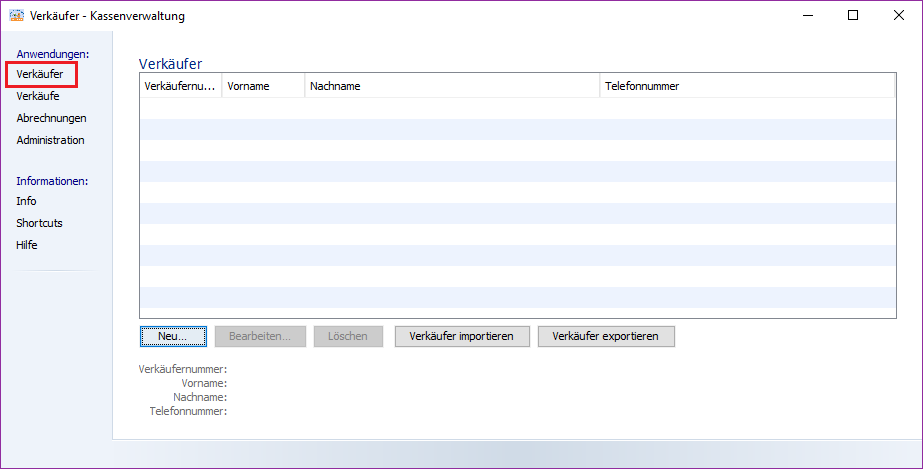 Verkäufer - Kassenverwaltung
Anwendungen:
Verkäufer
Verkäufe
Abrechnungen
Administration
Informationen:
Info
Shortcuts
Hilfe
Verkäufer
Verkäufernu... Vorname Nachname Telefonnummer
Neu... Bearbeiten... Löschen Verkäufer importieren Verkäufer exportieren
Verkäufernummer:
Vorname:
Nachname:
Telefonnummer: